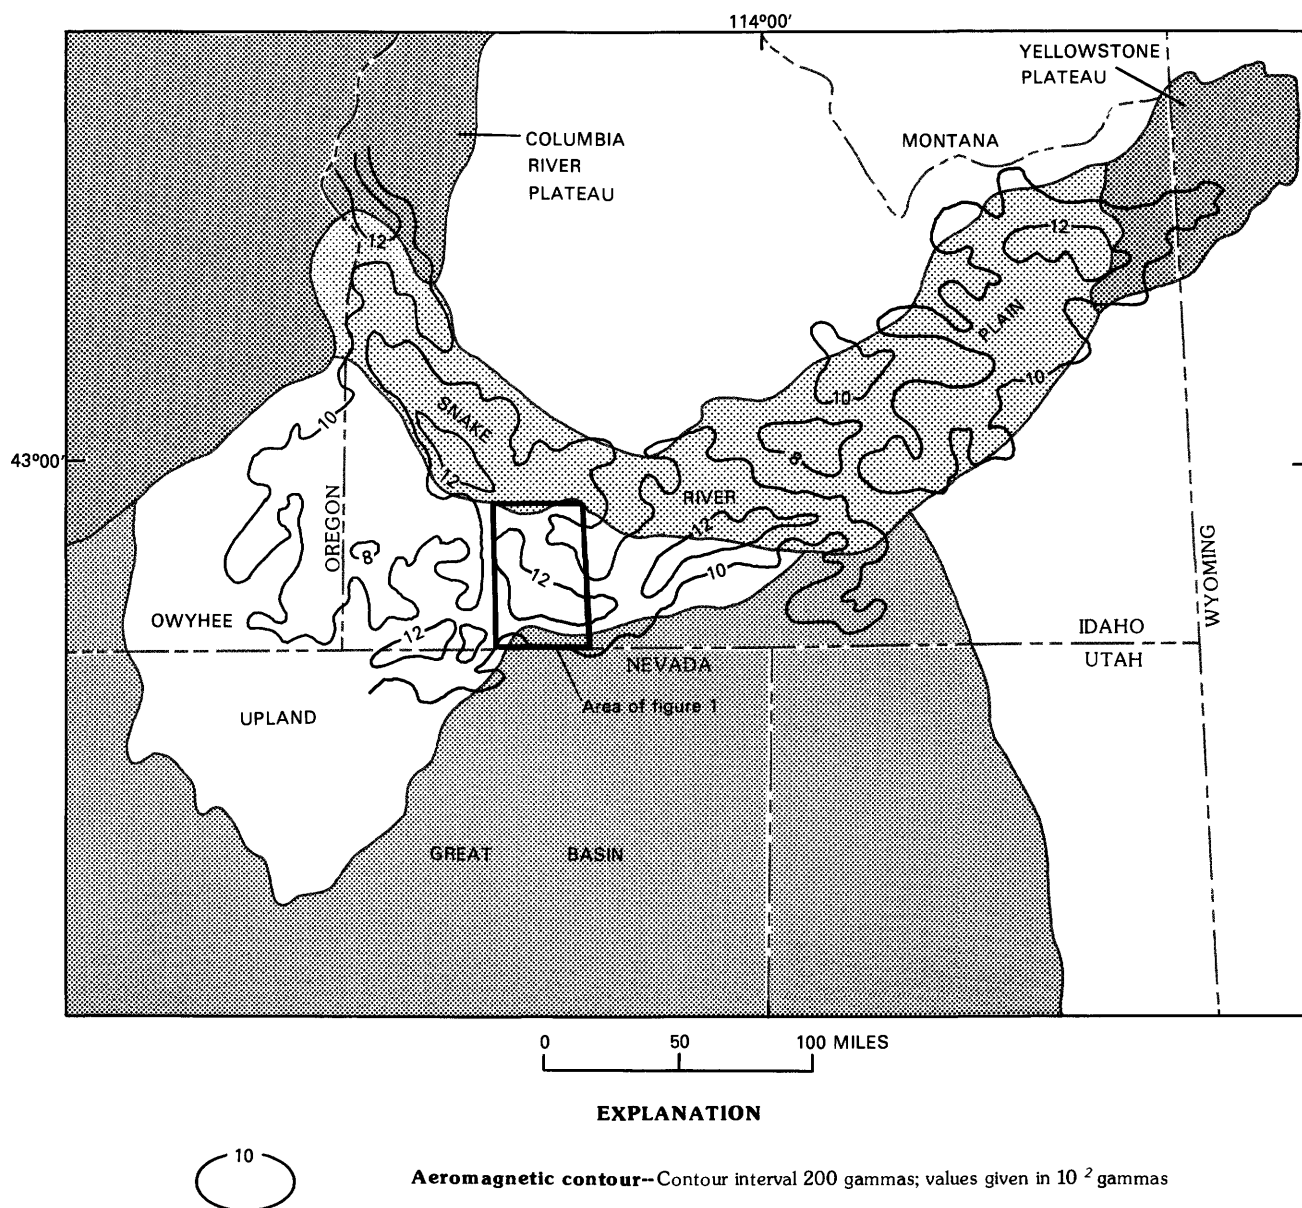 114°00'
YELLOWSTONE
PLATEAU
COLUMBIA
RIVER
PLATEAU
MONTANA
12
12
PLAIN
10
10
SNAKE
10
8
43°00'
12
RIVER
12
OREGON
8
12
10
WYOMING
OWYHEE
12
IDAHO
UTAH
NEVADA
Area of figure 1
UPLAND
GREAT BASIN
0 50 100 MILES
EXPLANATION
10
Aeromagnetic contour--Contour interval 200 gammas; values given in 10 2 gammas